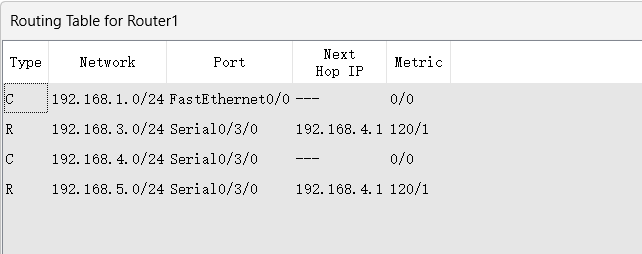 Routing Table for Router1
Type Network Port Next Hop IP Metric
C 192.168.1.0/24 FastEthernet0/0 --- 0/0
R 192.168.3.0/24 Serial0/3/0 192.168.4.1 120/1
C 192.168.4.0/24 Serial0/3/0 --- 0/0
R 192.168.5.0/24 Serial0/3/0 192.168.4.1 120/1